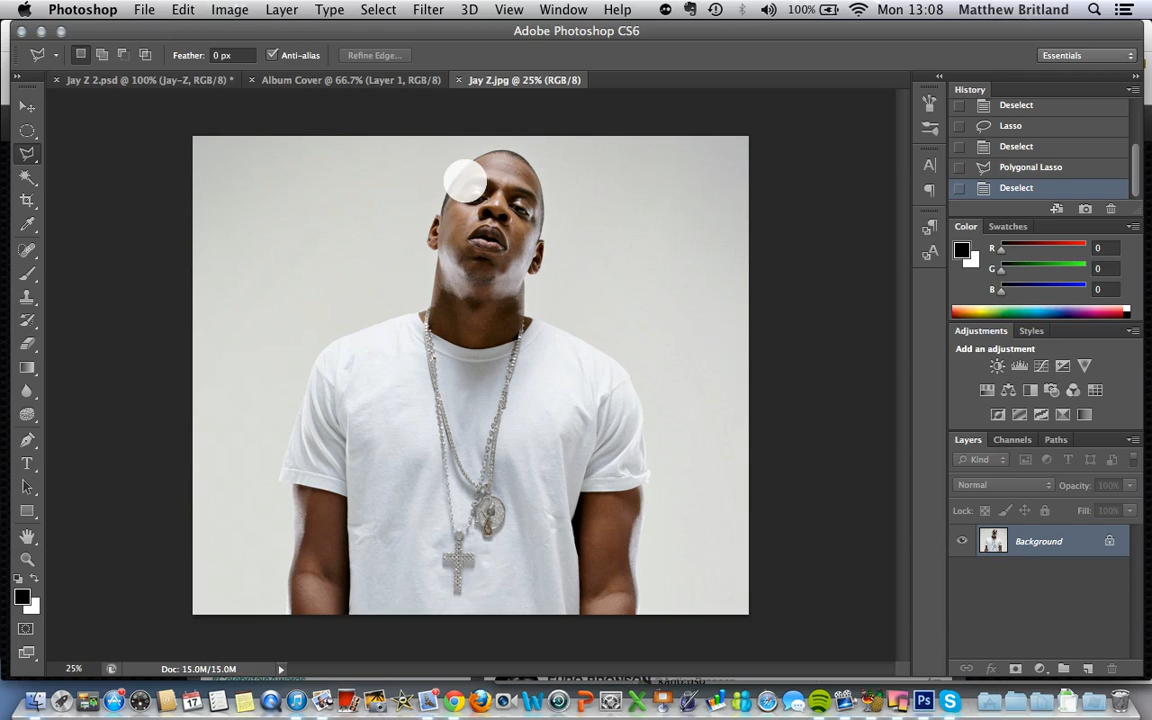 Photoshop File Edit Image Layer Type Select Filter 3D View Window Help 100% Mon 13:08 Matthew Britland
Adobe Photoshop CS6
Feather: 0 px Anti-alias Refine Edge... Essentials
× Jay Z 2.psd @ 100% (Jay-Z, RGB/8) * × Album Cover @ 66.7% (Layer 1, RGB/8) × Jay Z.jpg @ 25% (RGB/8)
History
Deselect
Lasso
Deselect
Polygonal Lasso
Deselect
Color Swatches
R 0
G 0
B 0
Adjustments Styles
Add an adjustment
Layers Channels Paths
Kind
Normal Opacity: 100%
Lock: Fill: 100%
Background
25% Doc: 15.0M/15.0M
17
Ps